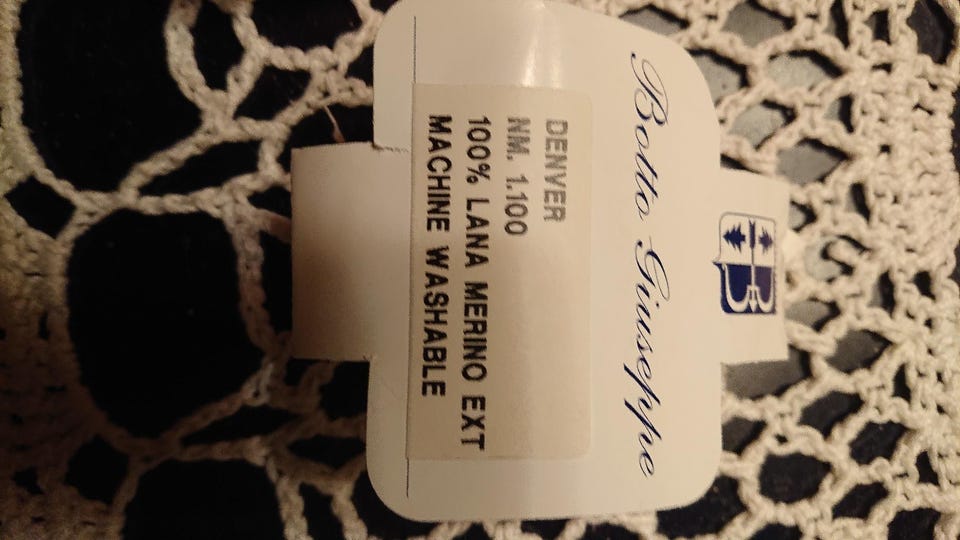 Botto Giuseppe
DENVER
NM. 1.100
100% LANA MERINO EXT
MACHINE WASHABLE